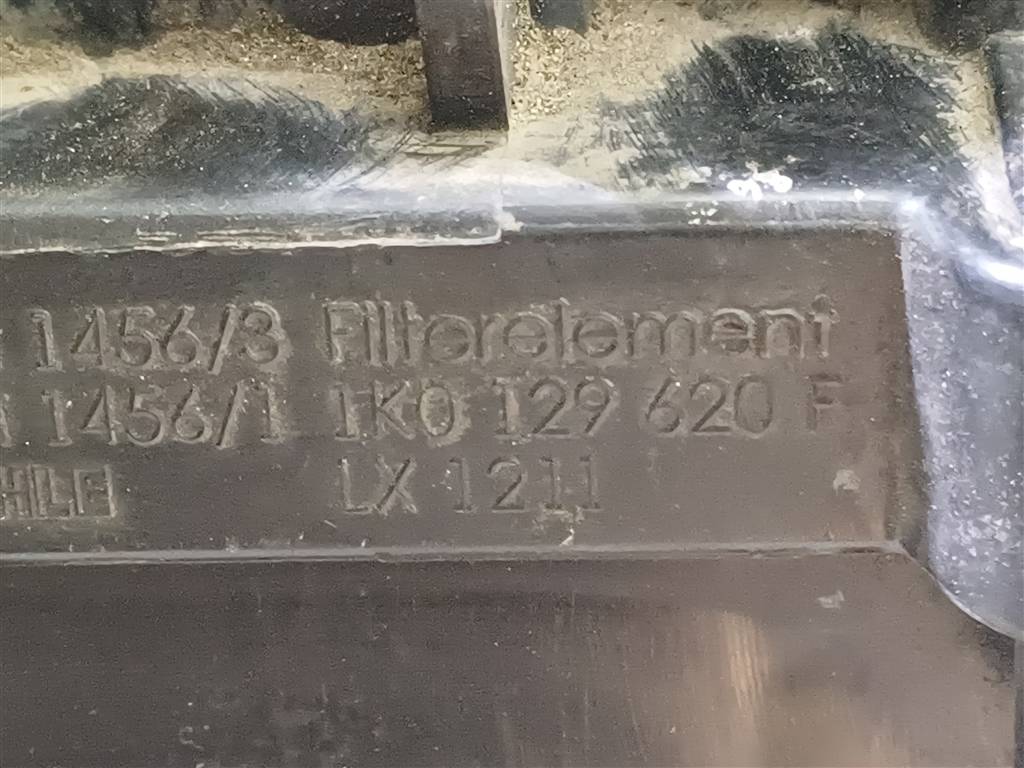 1456/3 Filterelement
1456/1 1K0 129 620 F
LX 1211